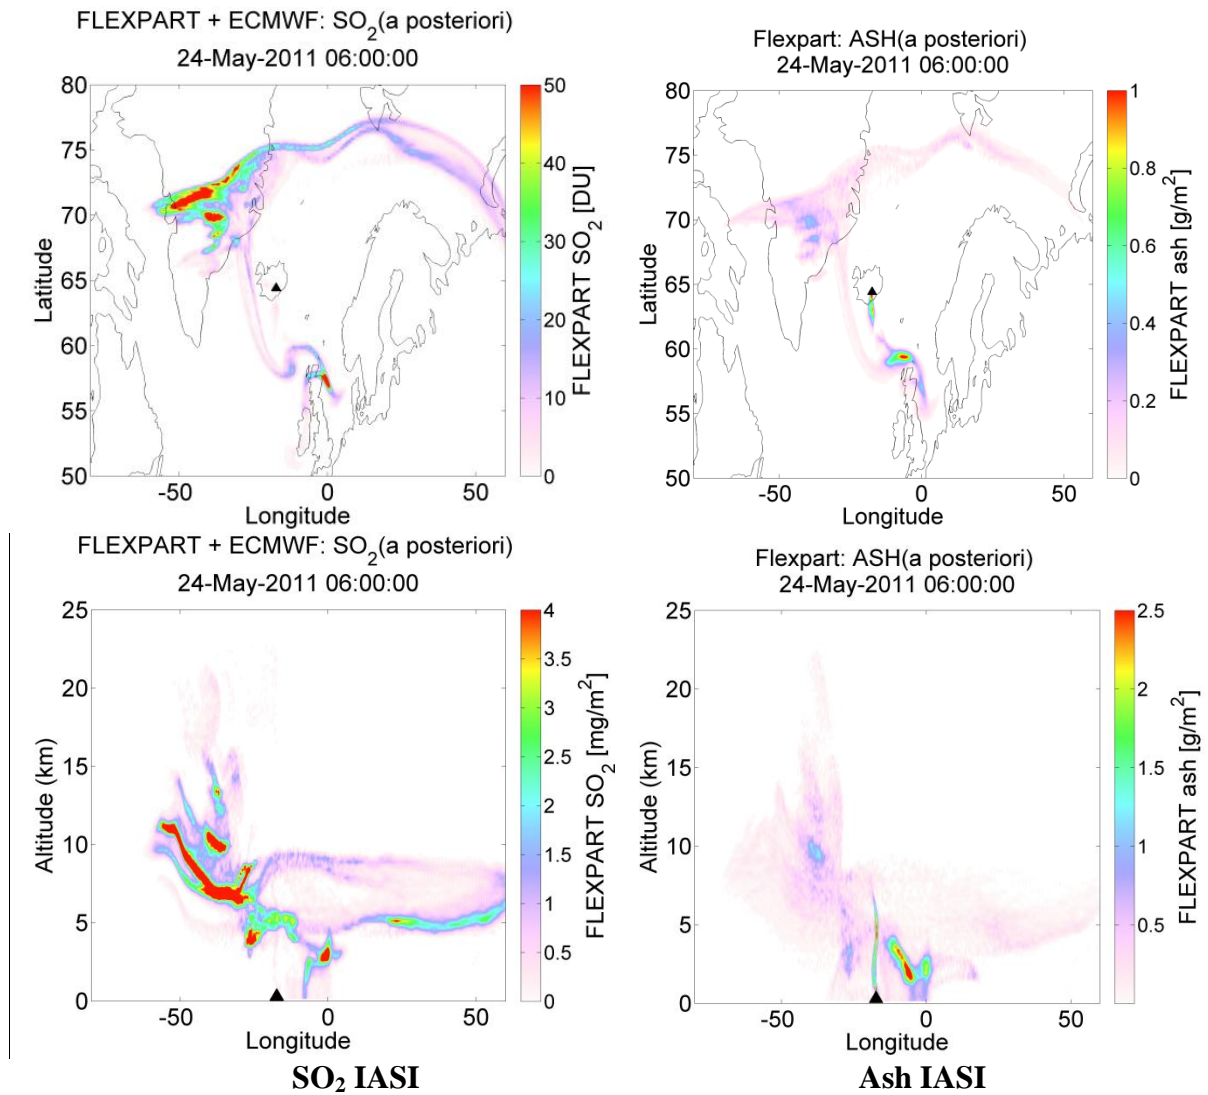 FLEXPART + ECMWF: SO2(a posteriori)
24-May-2011 06:00:00
80
75
70
65
60
55
50
Latitude
-50
0
50
Longitude
50
40
30
20
10
0
FLEXPART SO2 [DU]
Flexpart: ASH(a posteriori)
24-May-2011 06:00:00
80
75
70
65
60
55
50
Latitude
-50
0
50
Longitude
1
0.8
0.6
0.4
0.2
0
FLEXPART ash [g/m2]
FLEXPART + ECMWF: SO2(a posteriori)
24-May-2011 06:00:00
25
20
15
10
5
0
Altitude (km)
-50
0
50
Longitude
4
3.5
3
2.5
2
1.5
1
0.5
0
FLEXPART SO2 [mg/m2]
Flexpart: ASH(a posteriori)
24-May-2011 06:00:00
25
20
15
10
5
0
Altitude (km)
-50
0
50
Longitude
2.5
2
1.5
1
0.5
FLEXPART ash [g/m2]
SO2 IASI
Ash IASI